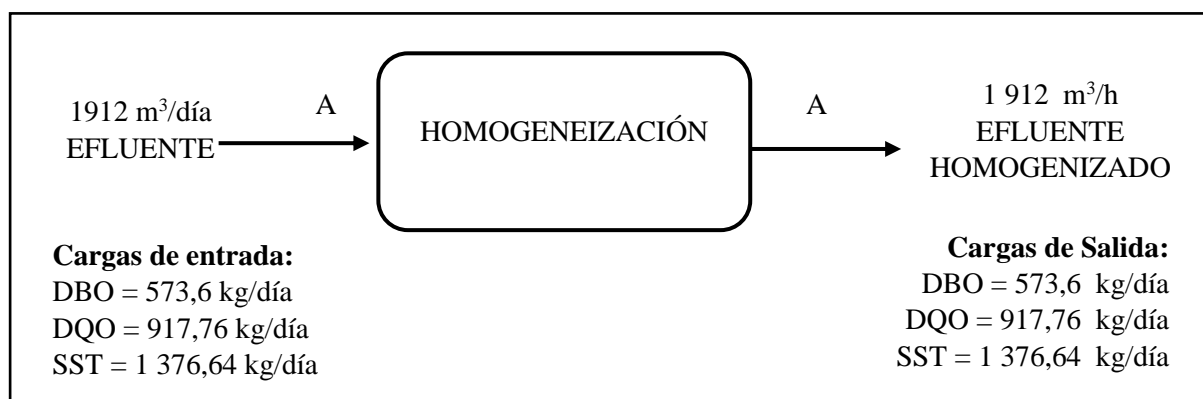 1912 m³/día
EFLUENTE
A
HOMOGENEIZACIÓN
A
1 912 m³/h
EFLUENTE
HOMOGENIZADO
Cargas de entrada:
DBO = 573,6 kg/día
DQO = 917,76 kg/día
SST = 1 376,64 kg/día
Cargas de Salida:
DBO = 573,6 kg/día
DQO = 917,76 kg/día
SST = 1 376,64 kg/día